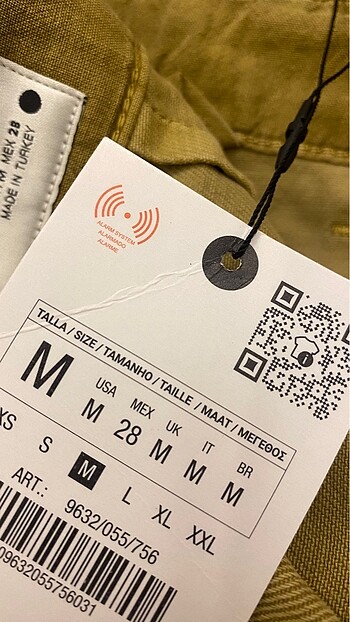 M MEX 28
MADE IN TURKEY
ALARM SYSTEM
ALARMADO
ALARME
TALLA / SIZE / TAMANHO / TAILLE / MAAT / ΜΕΓΕΘΟΣ
M
USA MEX UK IT BR
M 28 M M M
XS S M L XL XXL
ART.: 9632/055/756
09632055756031